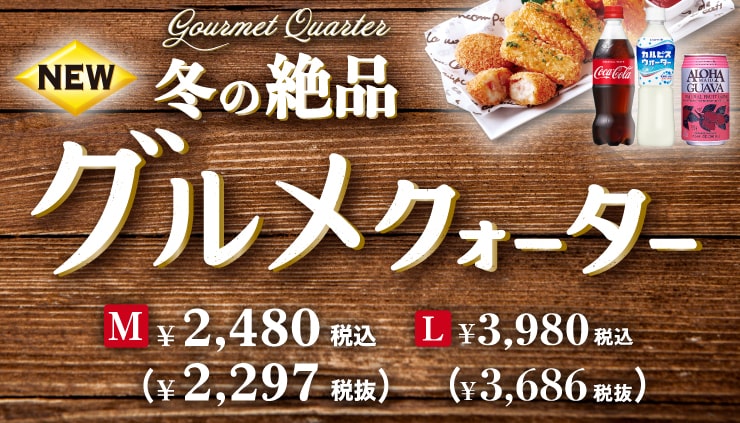 Gourmet Quarter
NEW
冬の絶品
グルメクォーター
Coca-Cola
カルピス
ウォーター
ALOHA
MAID
GUAVA
M ¥2,480 税込
(¥2,297 税抜)
L ¥3,980 税込
(¥3,686 税抜)